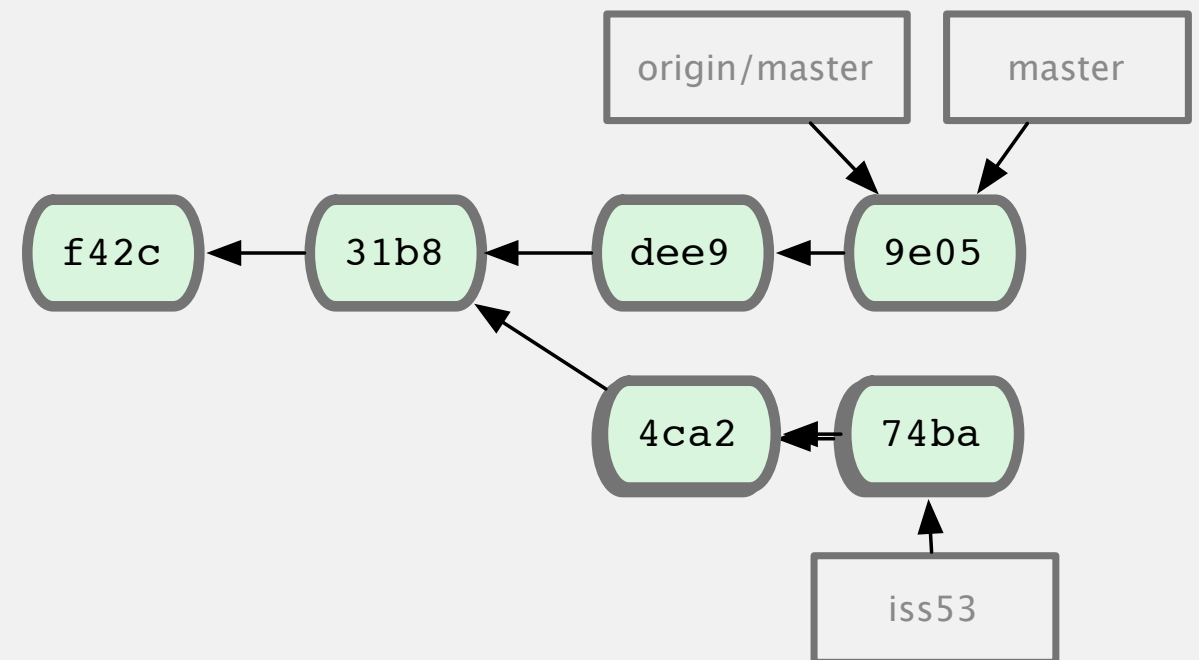 origin/master
master
f42c
31b8
dee9
9e05
4ca2
74ba
iss53